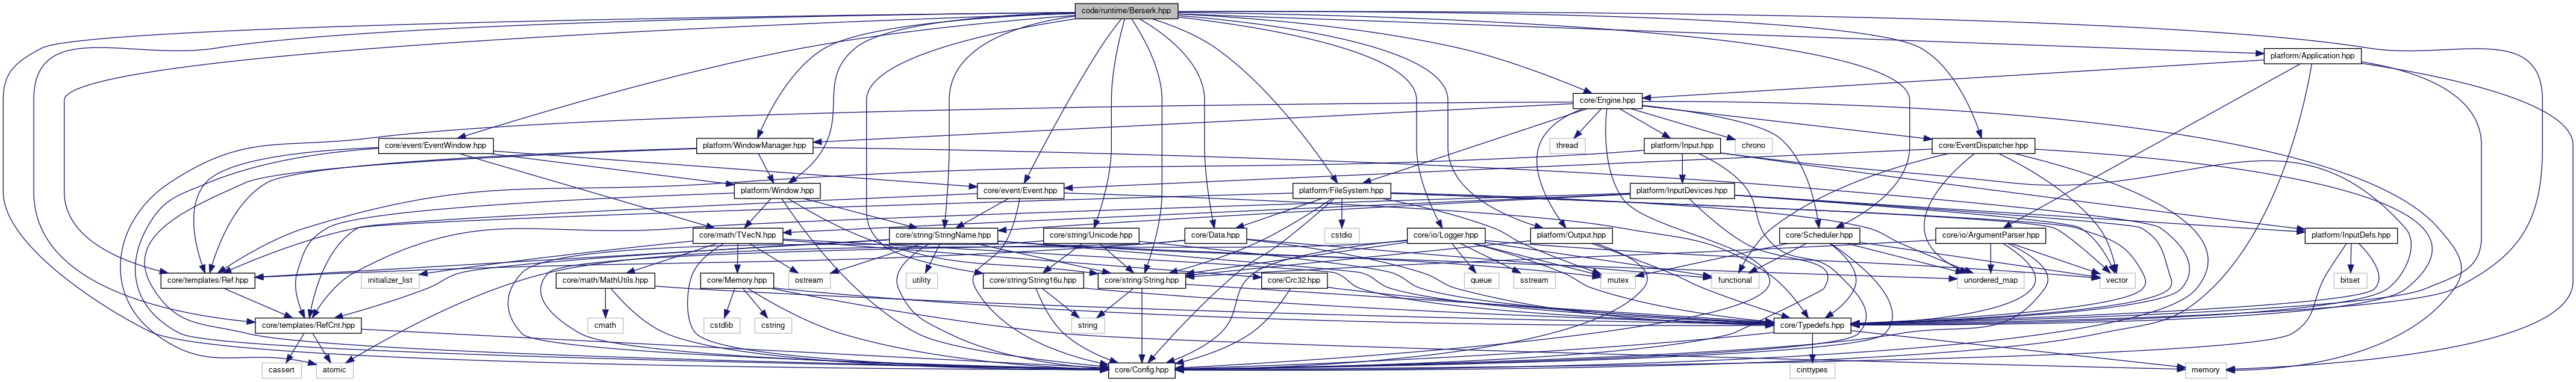 code/runtime/Berserk.hpp
platform/Application.hpp
core/Engine.hpp
core/event/EventWindow.hpp
platform/WindowManager.hpp
thread
platform/Input.hpp
chrono
core/EventDispatcher.hpp
platform/Window.hpp
core/event/Event.hpp
platform/FileSystem.hpp
platform/InputDevices.hpp
core/math/TVecN.hpp
core/string/StringName.hpp
core/string/Unicode.hpp
core/Data.hpp
cstdio
core/io/Logger.hpp
platform/Output.hpp
core/Scheduler.hpp
core/io/ArgumentParser.hpp
platform/InputDefs.hpp
core/templates/Ref.hpp
initializer_list
core/math/MathUtils.hpp
core/Memory.hpp
ostream
utility
core/string/String16u.hpp
core/string/String.hpp
core/Crc32.hpp
queue
sstream
mutex
functional
unordered_map
vector
bitset
core/templates/RefCnt.hpp
cmath
cstdlib
cstring
string
core/Typedefs.hpp
cassert
atomic
core/Config.hpp
cinttypes
memory